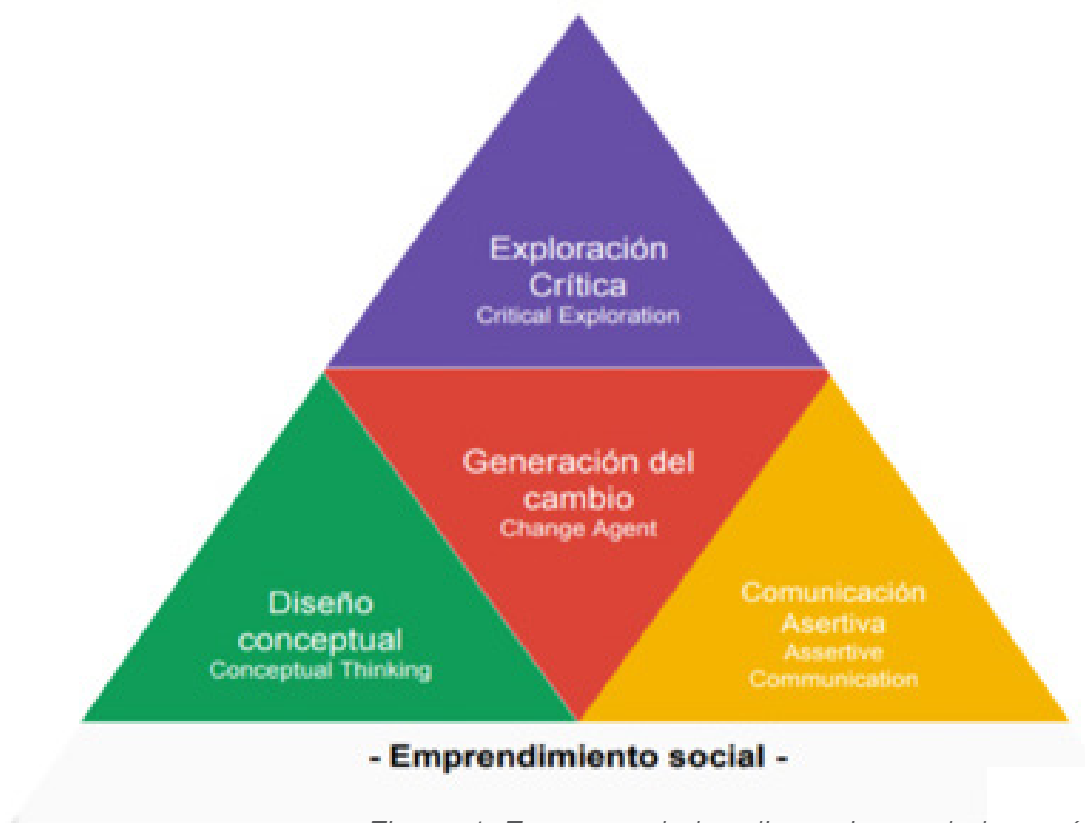 Exploración
Crítica
Critical Exploration
Generación del
cambio
Change Agent
Diseño
conceptual
Conceptual Thinking
Comunicación
Asertiva
Assertive
Communication
- Emprendimiento social -